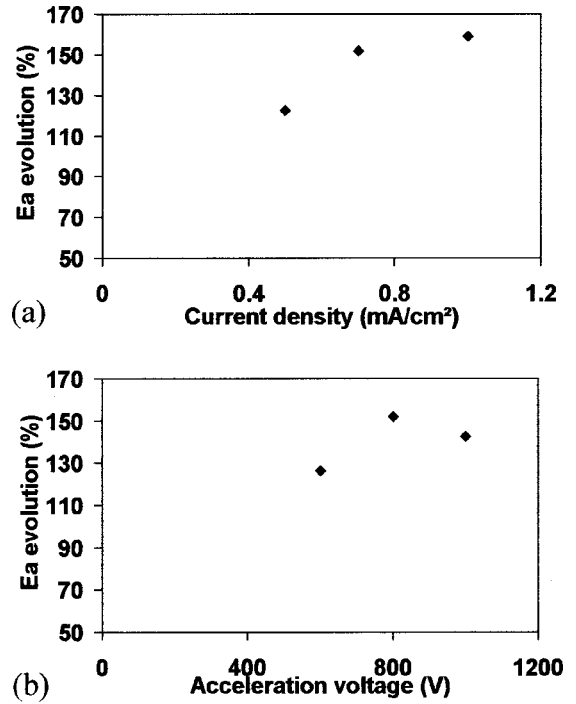 170
150
130
110
90
70
50
Ea evolution (%)
0 0.4 0.8 1.2
(a) Current density (mA/cm²)
170
150
130
110
90
70
50
Ea evolution (%)
0 400 800 1200
(b) Acceleration voltage (V)